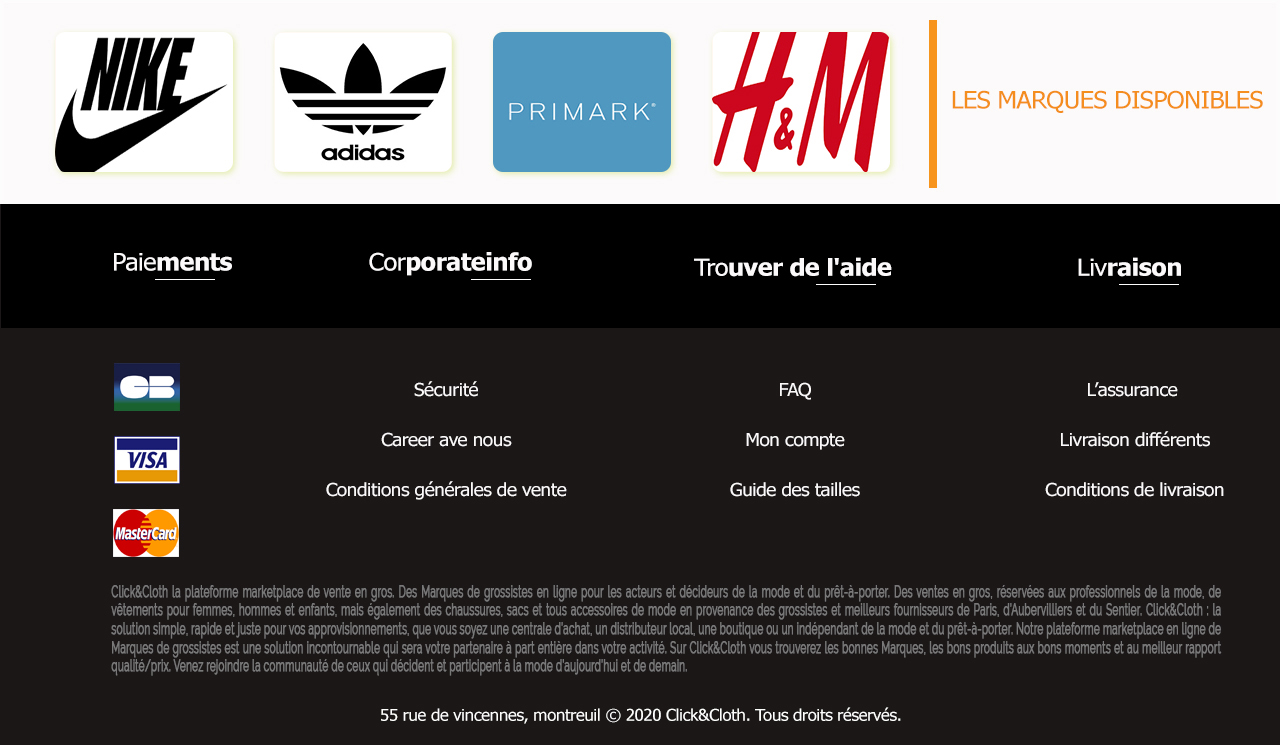 NIKE
adidas
PRIMARK®
H&M
LES MARQUES DISPONIBLES
Paiements
Corporateinfo
Trouver de l'aide
Livraison
CB
Sécurité
FAQ
L’assurance
VISA
Career ave nous
Mon compte
Livraison différents
Conditions générales de vente
Guide des tailles
Conditions de livraison
MasterCard
Click&Cloth la plateforme marketplace de vente en gros. Des Marques de grossistes en ligne pour les acteurs et décideurs de la mode et du prêt-à-porter. Des ventes en gros, réservées aux professionnels de la mode, de
vêtements pour femmes, hommes et enfants, mais également des chaussures, sacs et tous accessoires de mode en provenance des grossistes et meilleurs fournisseurs de Paris, d'Aubervilliers et du Sentier. Click&Cloth : la
solution simple, rapide et juste pour vos approvisionnements, que vous soyez une centrale d'achat, un distributeur local, une boutique ou un indépendant de la mode et du prêt-à-porter. Notre plateforme marketplace en ligne de
Marques de grossistes est une solution incontournable qui sera votre partenaire à part entière dans votre activité. Sur Click&Cloth vous trouverez les bonnes Marques, les bons produits aux bons moments et au meilleur rapport
qualité/prix. Venez rejoindre la communauté de ceux qui décident et participent à la mode d'aujourd'hui et de demain.
55 rue de vincennes, montreuil © 2020 Click&Cloth. Tous droits réservés.